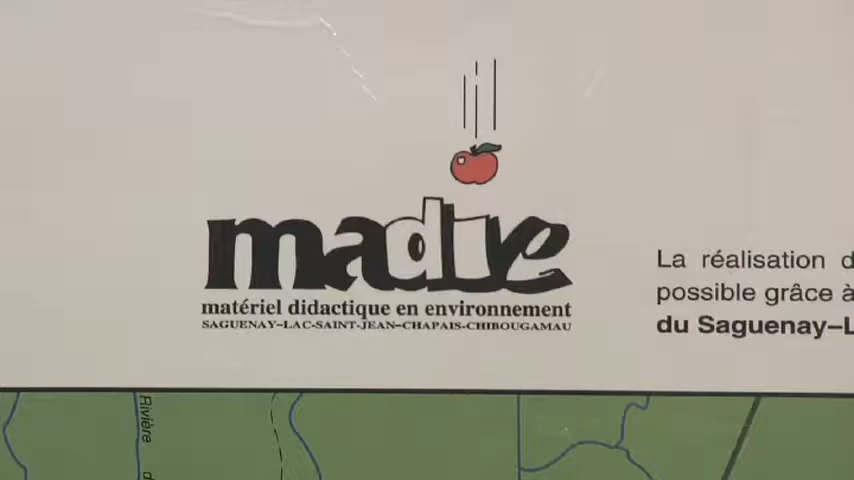 madie
matériel didactique en environnement
SAGUENAY–LAC-SAINT-JEAN–CHAPAIS-CHIBOUGAMAU
La réalisation
possible grâce à
du Saguenay–L
Rivière